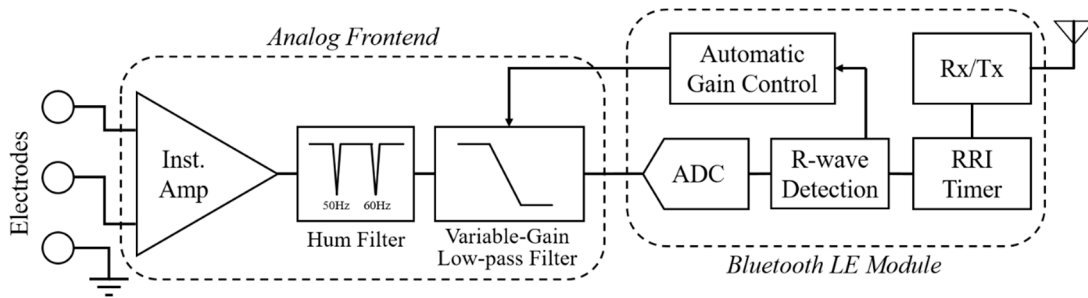 Analog Frontend
Electrodes
Inst.
Amp
50Hz
60Hz
Hum Filter
Variable-Gain
Low-pass Filter
Automatic
Gain Control
Rx/Tx
ADC
R-wave
Detection
RRI
Timer
Bluetooth LE Module